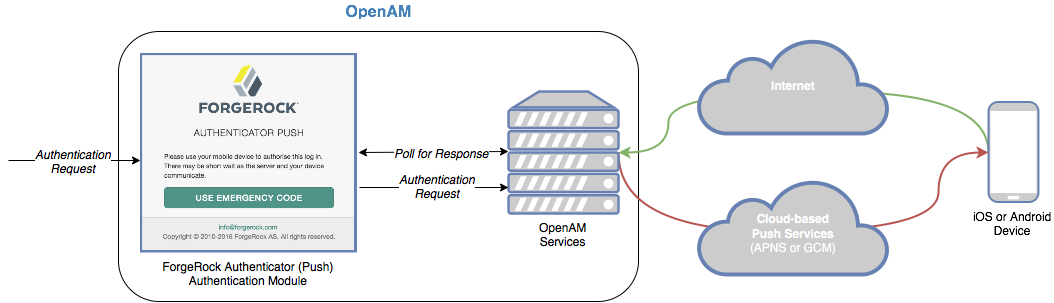 OpenAM
Authentication
Request
FORGEROCK
AUTHENTICATOR PUSH
Please use your mobile device to authorise this log in.
There may be short wait as the server and your device
communicate.
USE EMERGENCY CODE
info@forgerock.com
Copyright © 2010-2016 ForgeRock AS. All rights reserved.
ForgeRock Authenticator (Push)
Authentication Module
Poll for Response
Authentication
Request
OpenAM
Services
Internet
Cloud-based
Push Services
(APNS or GCM)
iOS or Android
Device